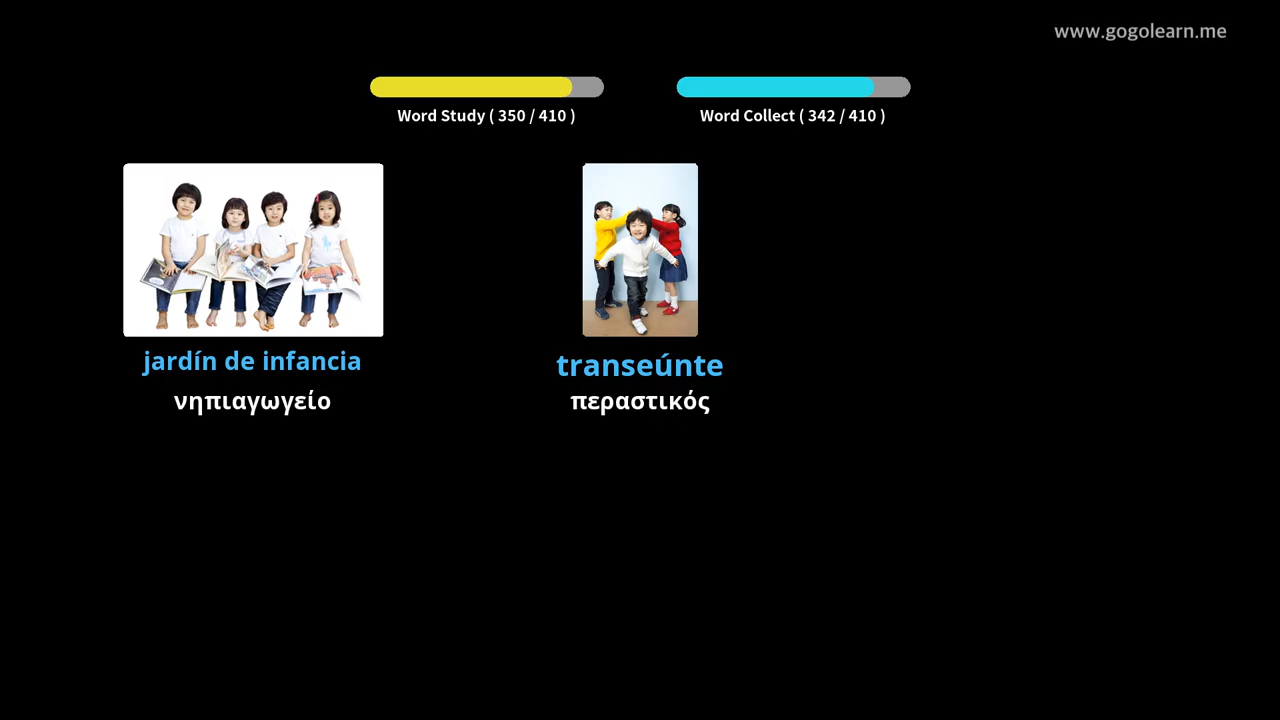 www.gogolearn.me
Word Study ( 350 / 410 )
Word Collect ( 342 / 410 )
jardín de infancia
νηπιαγωγείο
transeúnte
περαστικός